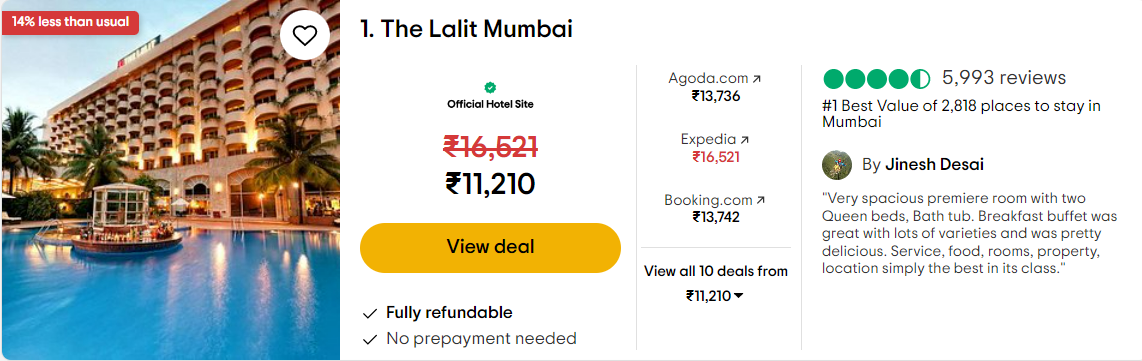 14% less than usual
1. The Lalit Mumbai
Official Hotel Site
₹16,521
₹11,210
View deal
Fully refundable
No prepayment needed
Agoda.com ↗
₹13,736
Expedia ↗
₹16,521
Booking.com ↗
₹13,742
View all 10 deals from
₹11,210
5,993 reviews
#1 Best Value of 2,818 places to stay in
Mumbai
By Jinesh Desai
"Very spacious premiere room with two
Queen beds, Bath tub. Breakfast buffet was
great with lots of varieties and was pretty
delicious. Service, food, rooms, property,
location simply the best in its class."